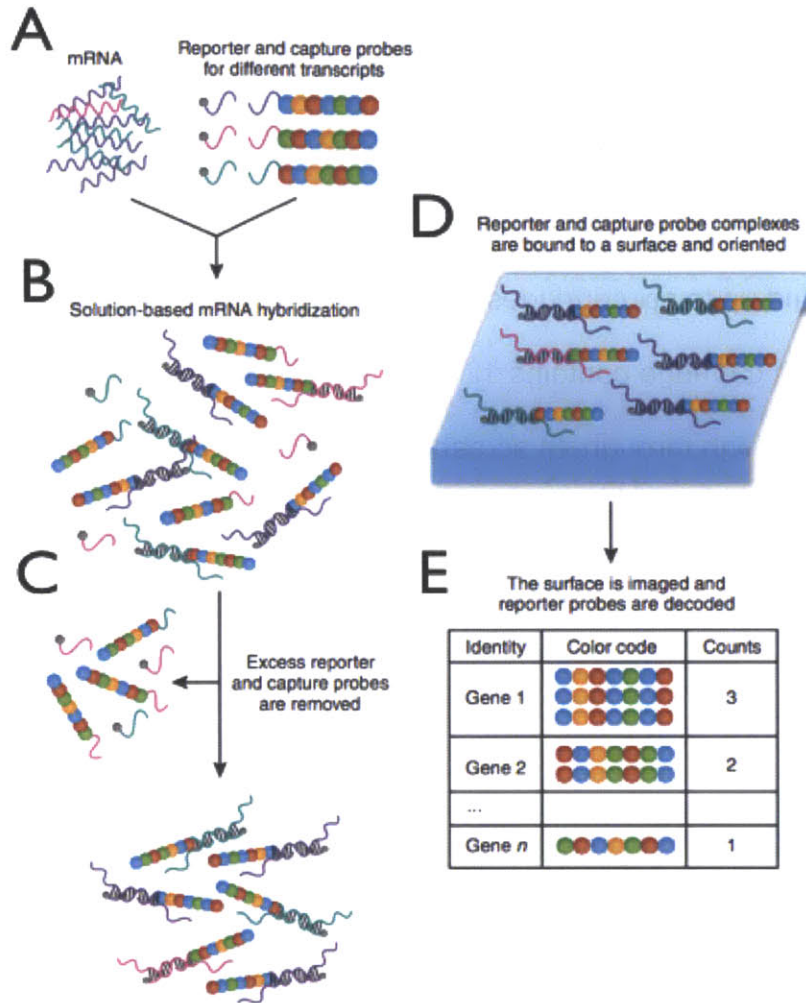 A
mRNA
Reporter and capture probes
for different transcripts
B
Solution-based mRNA hybridization
C
Excess reporter
and capture probes
are removed
D
Reporter and capture probe complexes
are bound to a surface and oriented
E
The surface is imaged and
reporter probes are decoded
Identity Color code Counts
Gene 1 3
Gene 2 2
...
Gene n 1